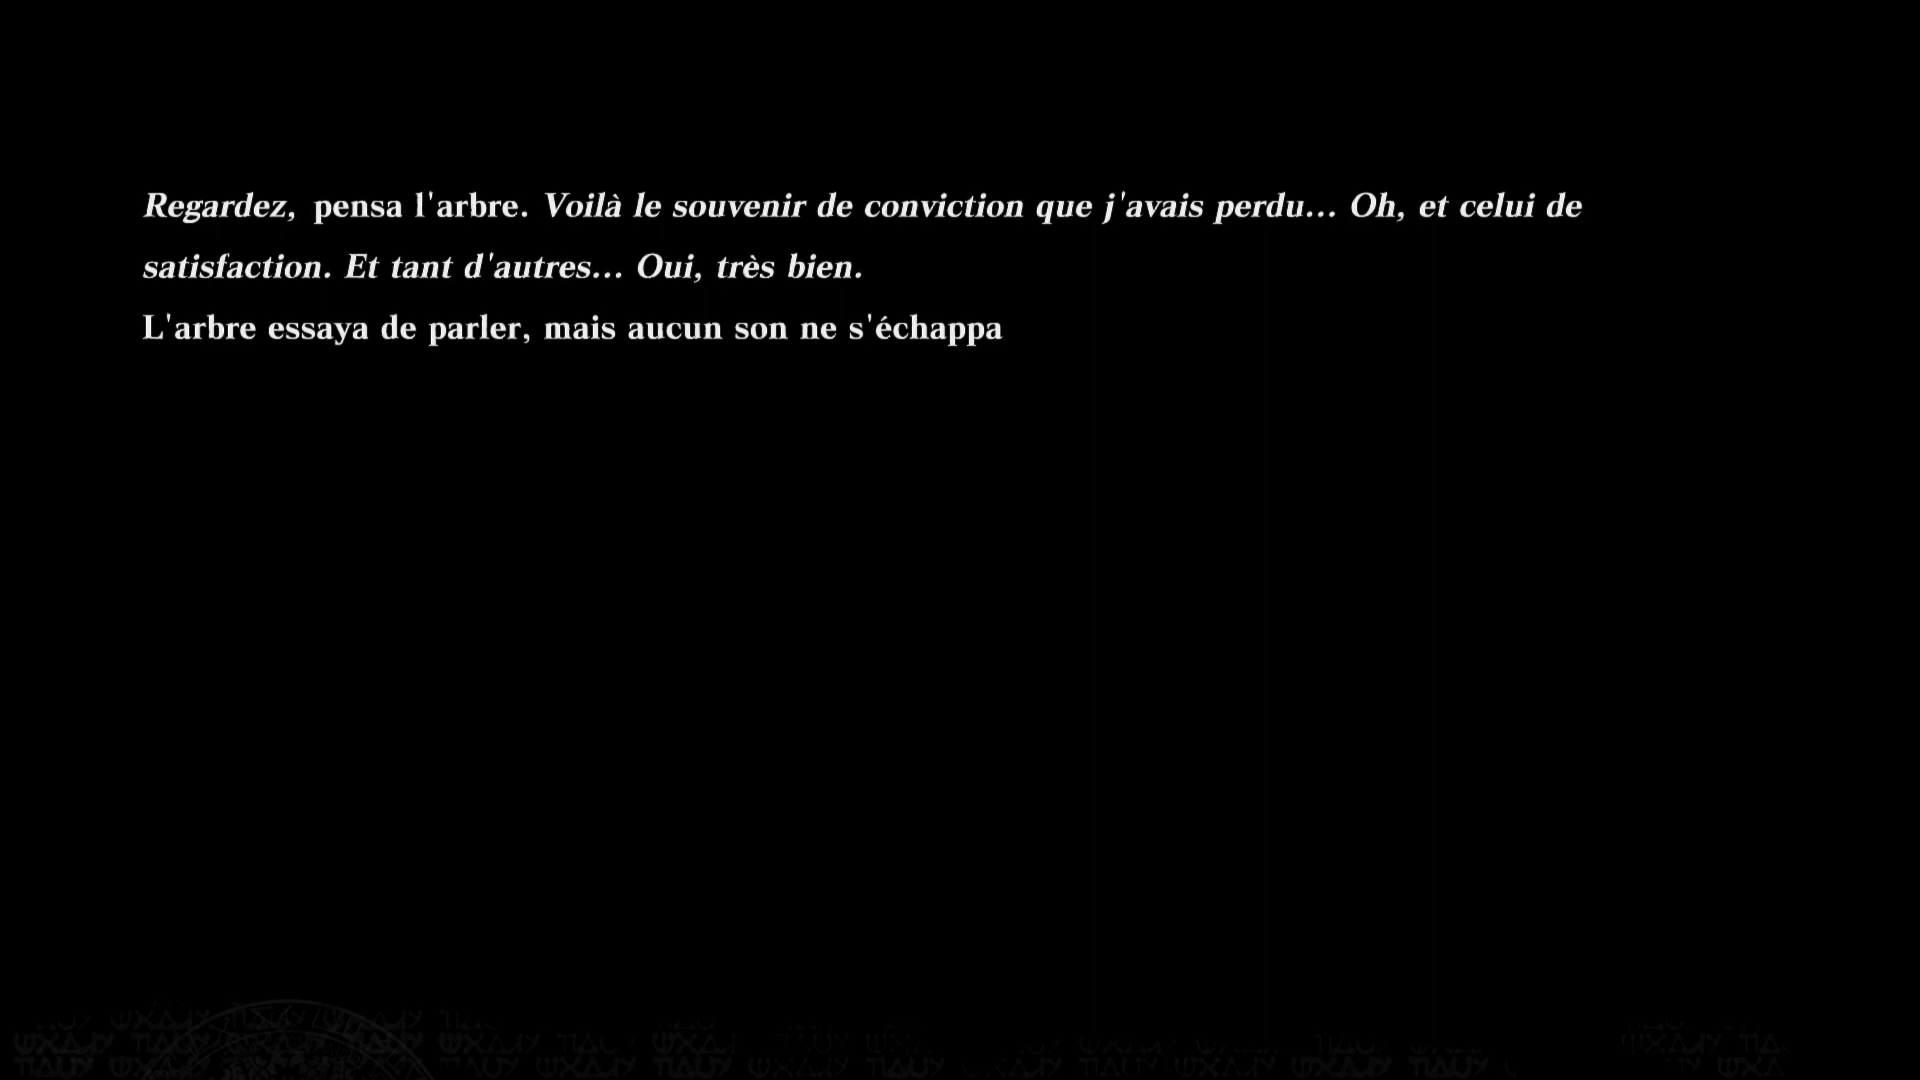 Regardez, pensa l'arbre. Voilà le souvenir de conviction que j'avais perdu... Oh, et celui de
satisfaction. Et tant d'autres... Oui, très bien.
L'arbre essaya de parler, mais aucun son ne s'échappa